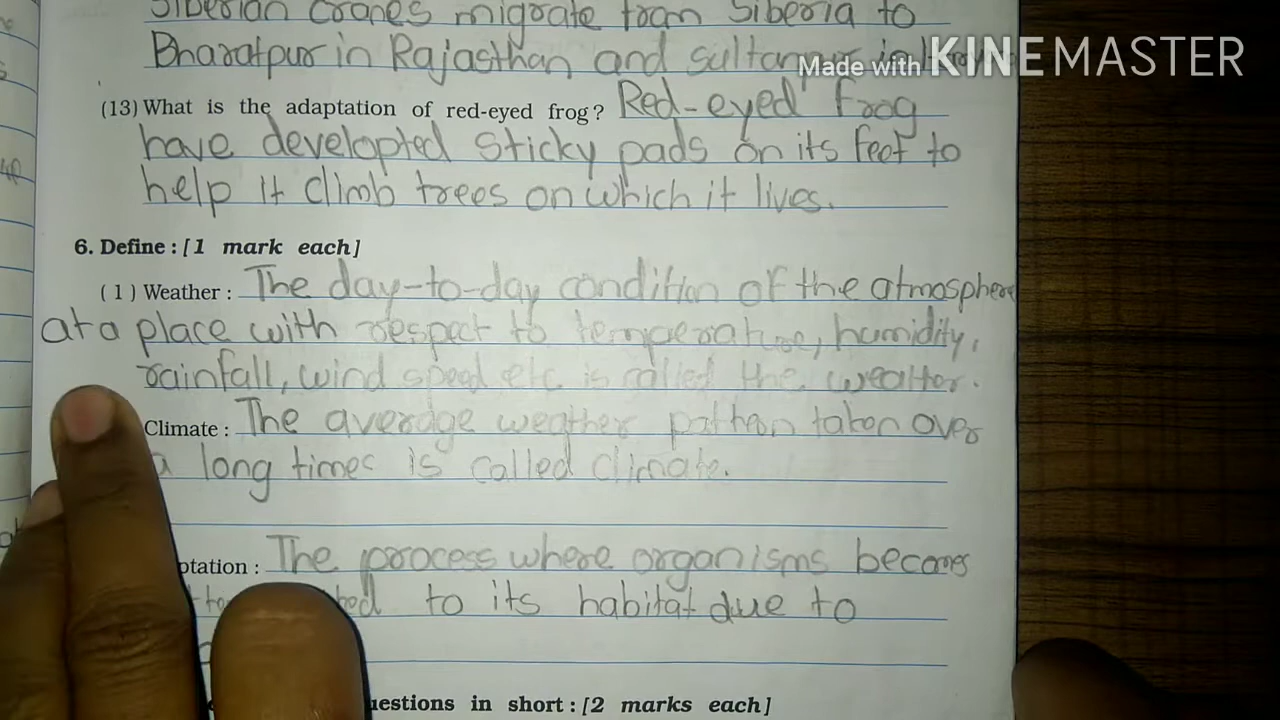 Siberian cranes migrate from Siberia to
Bharatpur in Rajasthan and sultanpur in
Made with KINEMASTER
(13) What is the adaptation of red-eyed frog? Red-eyed frog
have developted sticky pads on its feet to
help it climb trees on which it lives.
6. Define : [1 mark each]
(1) Weather : The day-to-day condition of the atmosphere
at a place with respect to temperature, humidity,
rainfall, wind speed etc is called the weather.
Climate : The average weather pattern taken over
a long times is called climate.
ptation : The process where organisms becomes
to its habitat due to
uestions in short : [2 marks each]